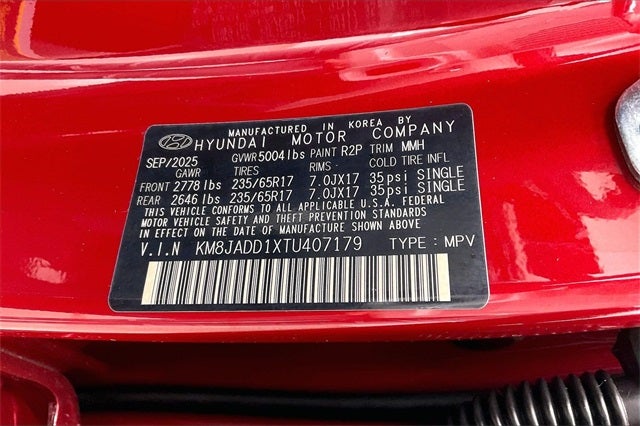 MANUFACTURED IN KOREA BY
HYUNDAI MOTOR COMPANY
SEP/2025 GVWR 5004 lbs PAINT R2P TRIM MMH
GAWR TIRES RIMS COLD TIRE INFL
FRONT 2778 lbs 235/65R17 7.0JX17 35psi SINGLE
REAR 2646 lbs 235/65R17 7.0JX17 35psi SINGLE
THIS VEHICLE CONFORMS TO ALL APPLICABLE U.S.A. FEDERAL
MOTOR VEHICLE SAFETY/BUMPER/THEFT PREVENTION STANDARDS
IN EFFECT ON THE DATE OF MANUFACTURE SHOWN ABOVE.
V.I.N KM8JADD1XTU407179 TYPE: MPV